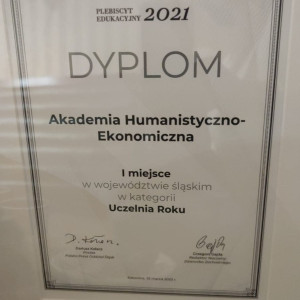 PLEBISCYT
EDUKACYJNY 2021
DYPLOM
Akademia Humanistyczno-
Ekonomiczna
I miejsce
w województwie śląskim
w kategorii
Uczelnia Roku